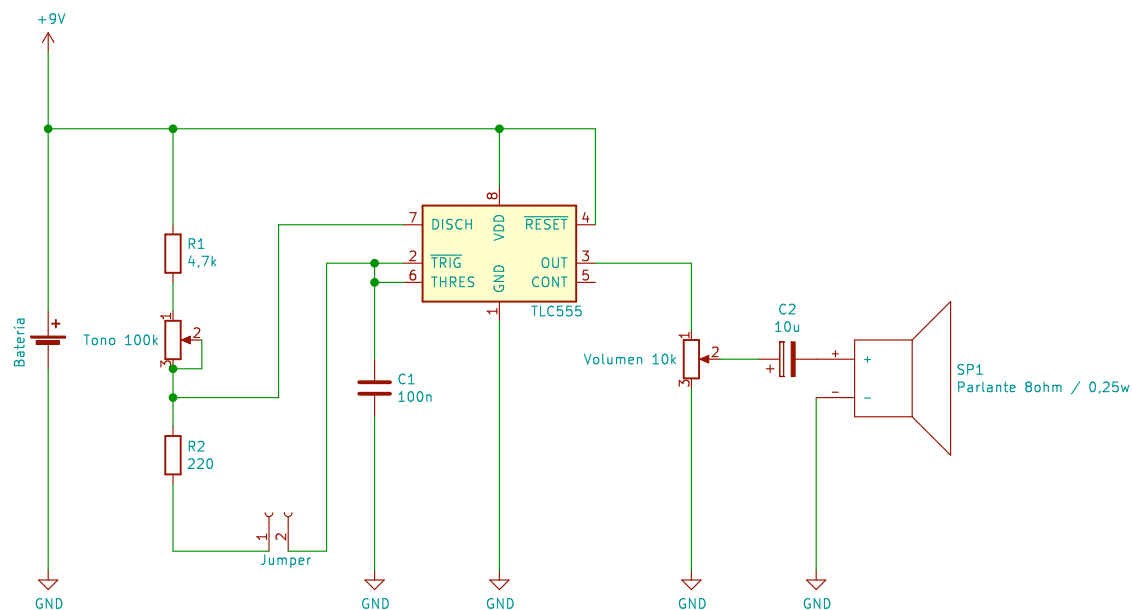 +9V
8
7
DISCH
VDD
RESET
4
R1
4,7k
2
TRIG
OUT
3
6
THRES
GND
CONT
5
1
TLC555
Batería
+
Tono 100k
1
2
3
C1
100n
Volumen 10k
1
2
3
C2
10u
+
+
+
-
-
SP1
Parlante 8ohm / 0,25w
R2
220
1
2
Jumper
GND
GND
GND
GND
GND